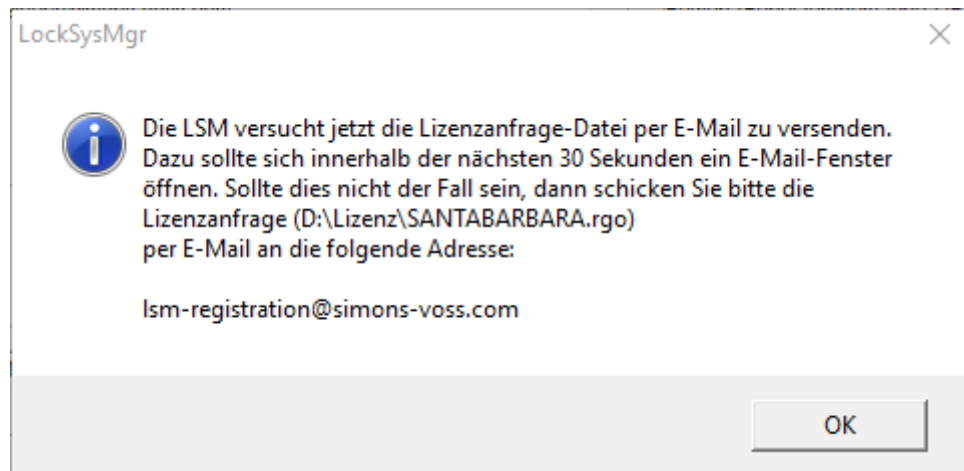 LockSysMgr
Die LSM versucht jetzt die Lizenzanfrage-Datei per E-Mail zu versenden.
Dazu sollte sich innerhalb der nächsten 30 Sekunden ein E-Mail-Fenster
öffnen. Sollte dies nicht der Fall sein, dann schicken Sie bitte die
Lizenzanfrage (D:\Lizenz\SANTABARBARA.rgo)
per E-Mail an die folgende Adresse:
lsm-registration@simons-voss.com
OK